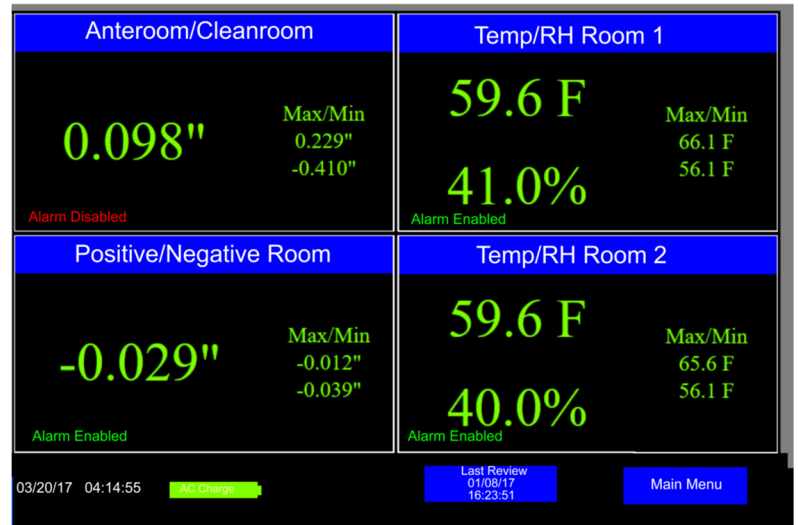 Anteroom/Cleanroom
0.098"
Max/Min
0.229"
-0.410"
Alarm Disabled
Temp/RH Room 1
59.6 F
41.0%
Max/Min
66.1 F
56.1 F
Alarm Enabled
Positive/Negative Room
-0.029"
Max/Min
-0.012"
-0.039"
Alarm Enabled
Temp/RH Room 2
59.6 F
40.0%
Max/Min
65.6 F
56.1 F
Alarm Enabled
03/20/17 04:14:55
AC Charge
Last Review
01/08/17
16:23:51
Main Menu